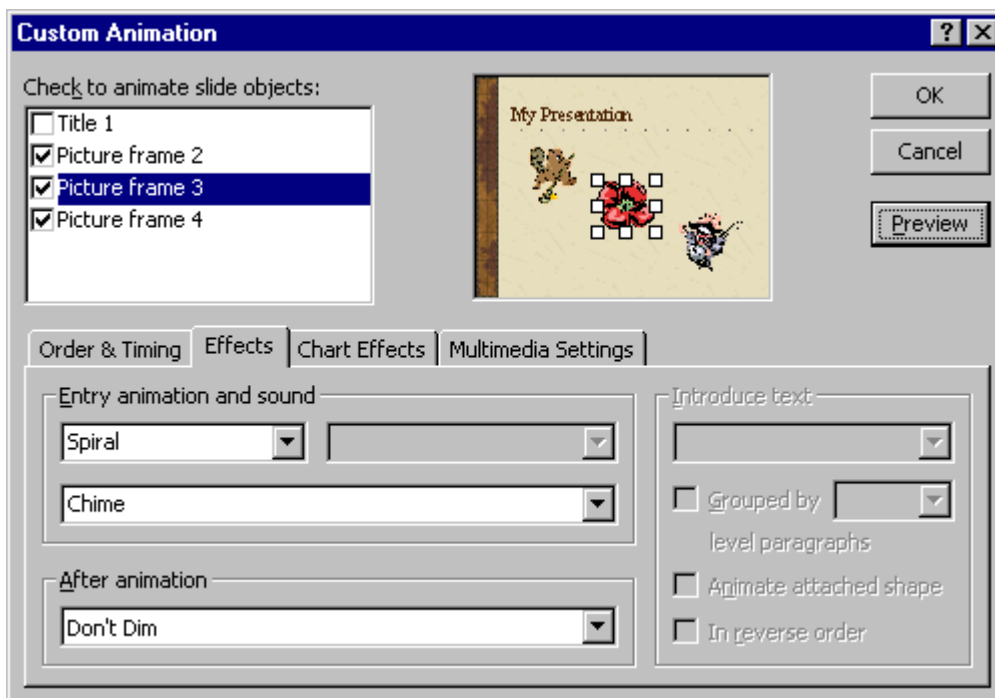 Custom Animation
Check to animate slide objects:
Title 1
Picture frame 2
Picture frame 3
Picture frame 4
My Presentation
OK
Cancel
Preview
Order & Timing
Effects
Chart Effects
Multimedia Settings
Entry animation and sound
Spiral
Chime
After animation
Don't Dim
Introduce text
Grouped by
level paragraphs
Animate attached shape
In reverse order